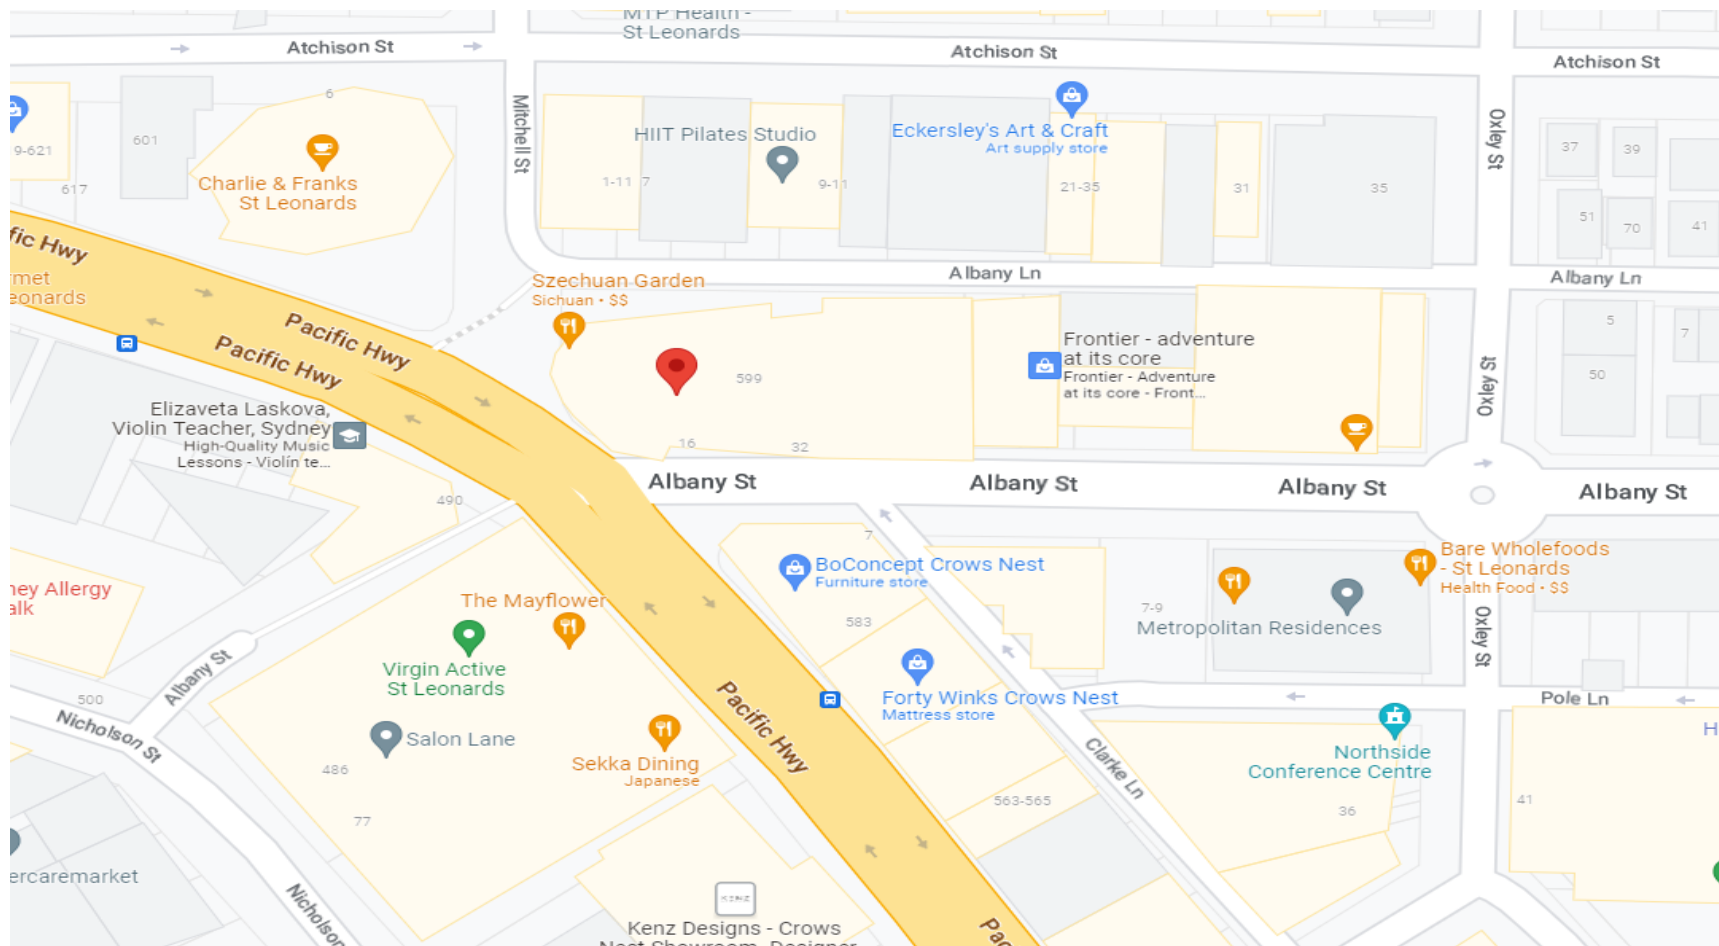 MTP Health -
St Leonards
Atchison St
Atchison St
Atchison St
Mitchell St
Oxley St
6
601
9-621
617
Charlie & Franks
St Leonards
HIIT Pilates Studio
1-11
7
9-11
Eckersley's Art & Craft
Art supply store
21-35
31
35
37
39
51
70
41
fic Hwy
rmet
eonards
Pacific Hwy
Pacific Hwy
Szechuan Garden
Sichuan · $$
Albany Ln
Albany Ln
Frontier - adventure
at its core
Frontier - Adventure
at its core - Front...
599
16
32
5
7
50
Oxley St
Elizaveta Laskova,
Violin Teacher, Sydney
High-Quality Music
Lessons - Violin te...
490
Albany St
Albany St
Albany St
Albany St
7
BoConcept Crows Nest
Furniture store
583
7-9
Metropolitan Residences
Bare Wholefoods
- St Leonards
Health Food · $$
Oxley St
ney Allergy
alk
The Mayflower
Virgin Active
St Leonards
Albany St
500
Nicholson St
Salon Lane
486
77
Sekka Dining
Japanese
Pacific Hwy
Forty Winks Crows Nest
Mattress store
563-565
Clarke Ln
Pole Ln
Northside
Conference Centre
36
41
H
ercaremarket
Nicholson
KENZ
Kenz Designs - Crows
Nest Showroom, Designer
Pac